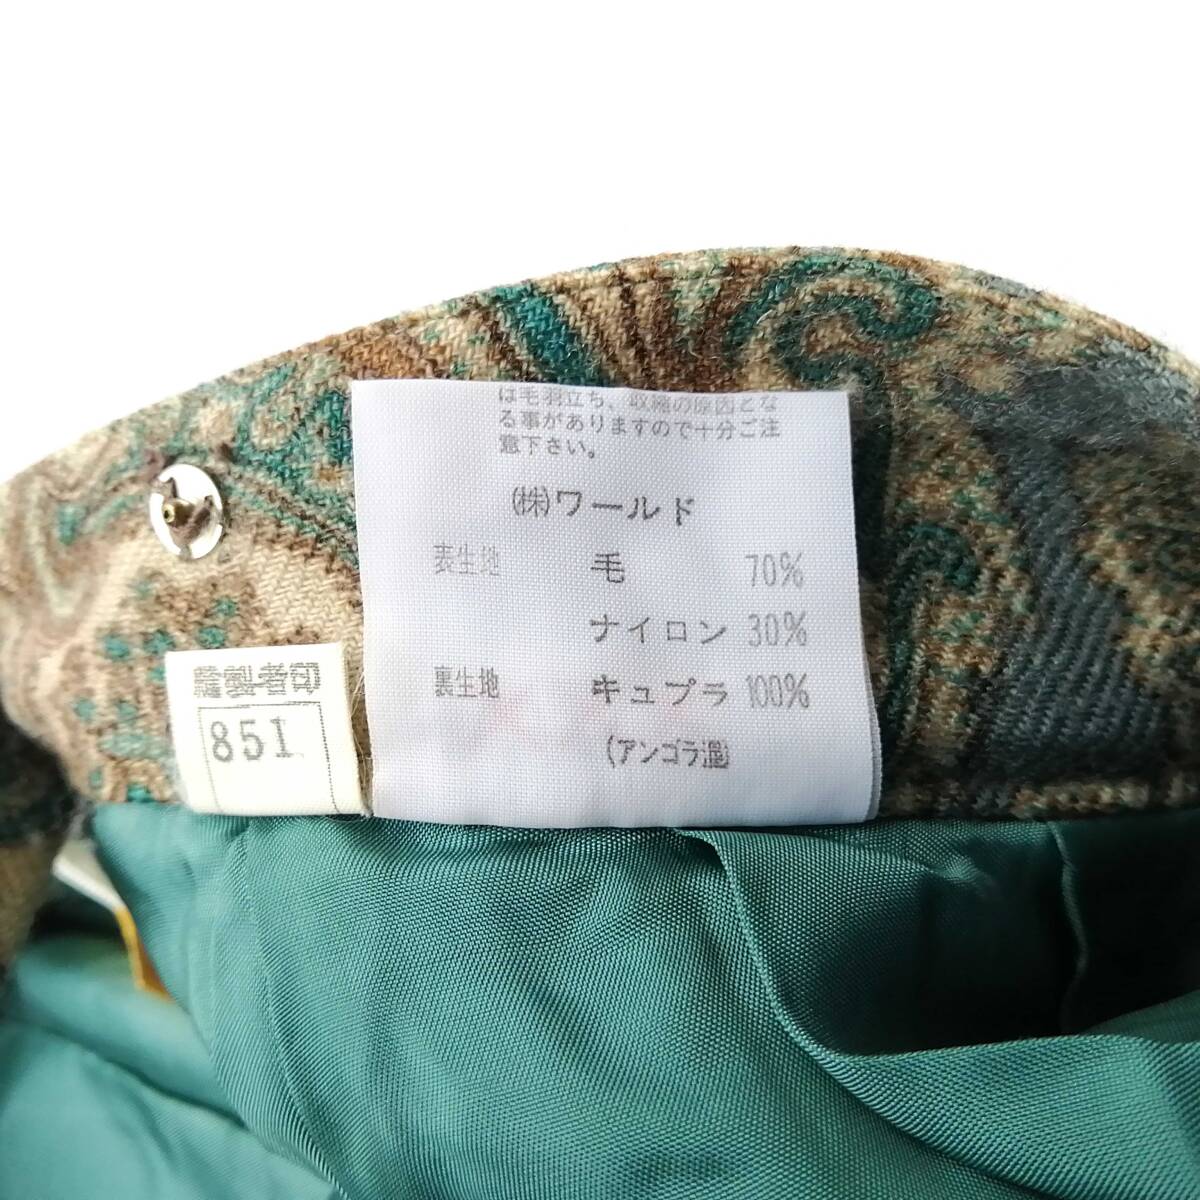 は毛羽立ち、収縮の原因とな
る事がありますので十分ご注
意下さい。
㈱ワールド
表生地 毛 70%
ナイロン 30%
裏生地 キュプラ 100%
(アンゴラ混)
縫製者印
851